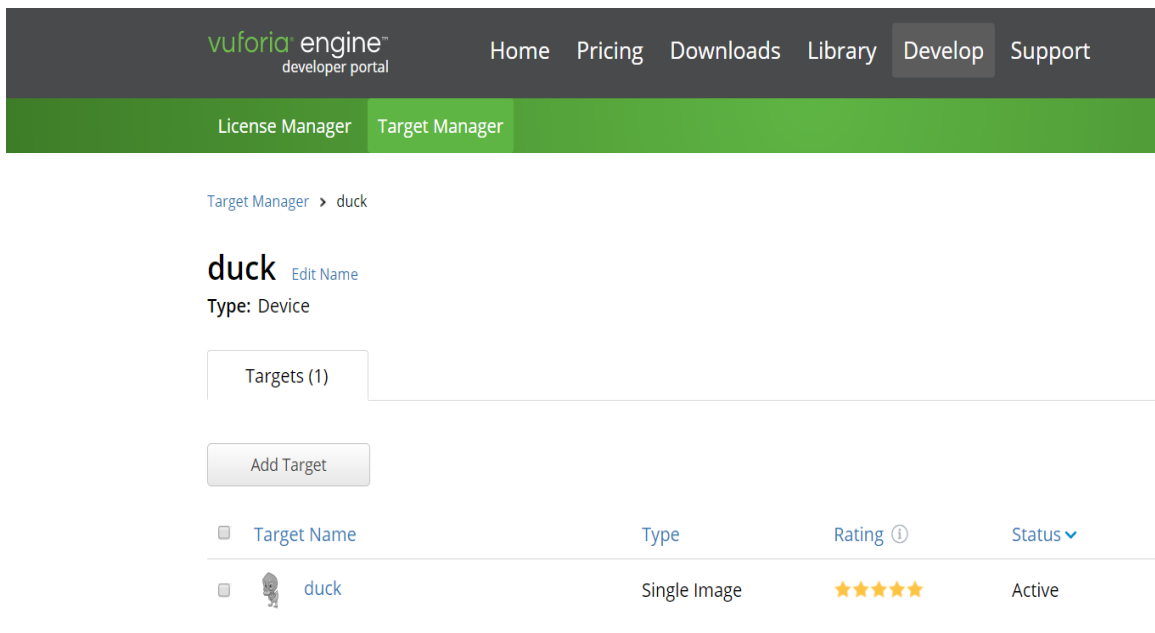 vuforia® engine™
developer portal
Home Pricing Downloads Library Develop Support
License Manager Target Manager
Target Manager > duck
duck Edit Name
Type: Device
Targets (1)
Add Target
Target Name Type Rating Status
duck Single Image Active